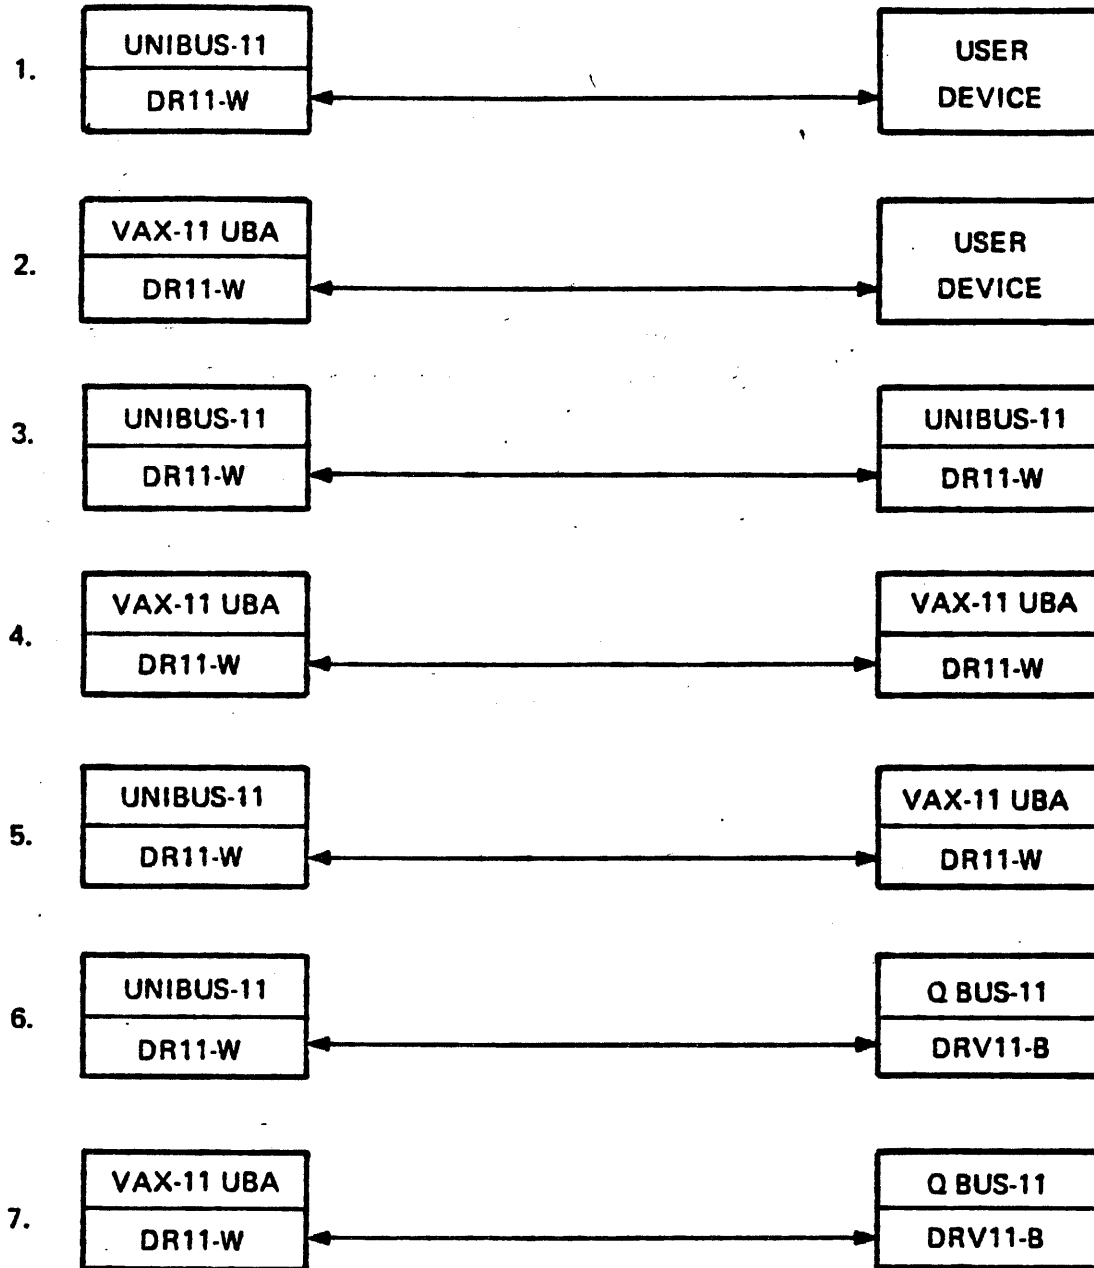 1.
UNIBUS-11
DR11-W
USER
DEVICE
2.
VAX-11 UBA
DR11-W
USER
DEVICE
3.
UNIBUS-11
DR11-W
UNIBUS-11
DR11-W
4.
VAX-11 UBA
DR11-W
VAX-11 UBA
DR11-W
5.
UNIBUS-11
DR11-W
VAX-11 UBA
DR11-W
6.
UNIBUS-11
DR11-W
Q BUS-11
DRV11-B
7.
VAX-11 UBA
DR11-W
Q BUS-11
DRV11-B